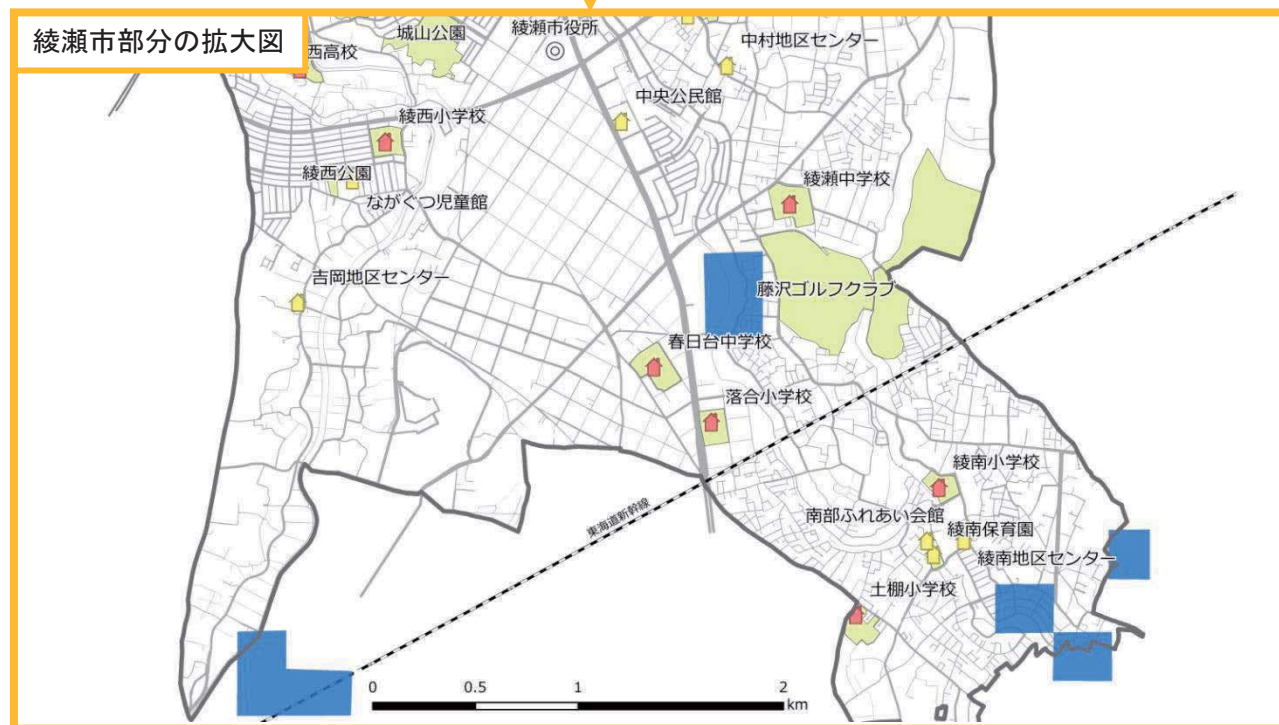 綾瀬市部分の拡大図
城山公園
綾瀬市役所
中村地区センター
西高校
中央公民館
綾西小学校
綾西公園
綾瀬中学校
ながぐつ児童館
吉岡地区センター
藤沢ゴルフクラブ
春日台中学校
落合小学校
綾南小学校
東海道新幹線
南部ふれあい会館
綾南保育園
綾南地区センター
土棚小学校
0 0.5 1 2
km